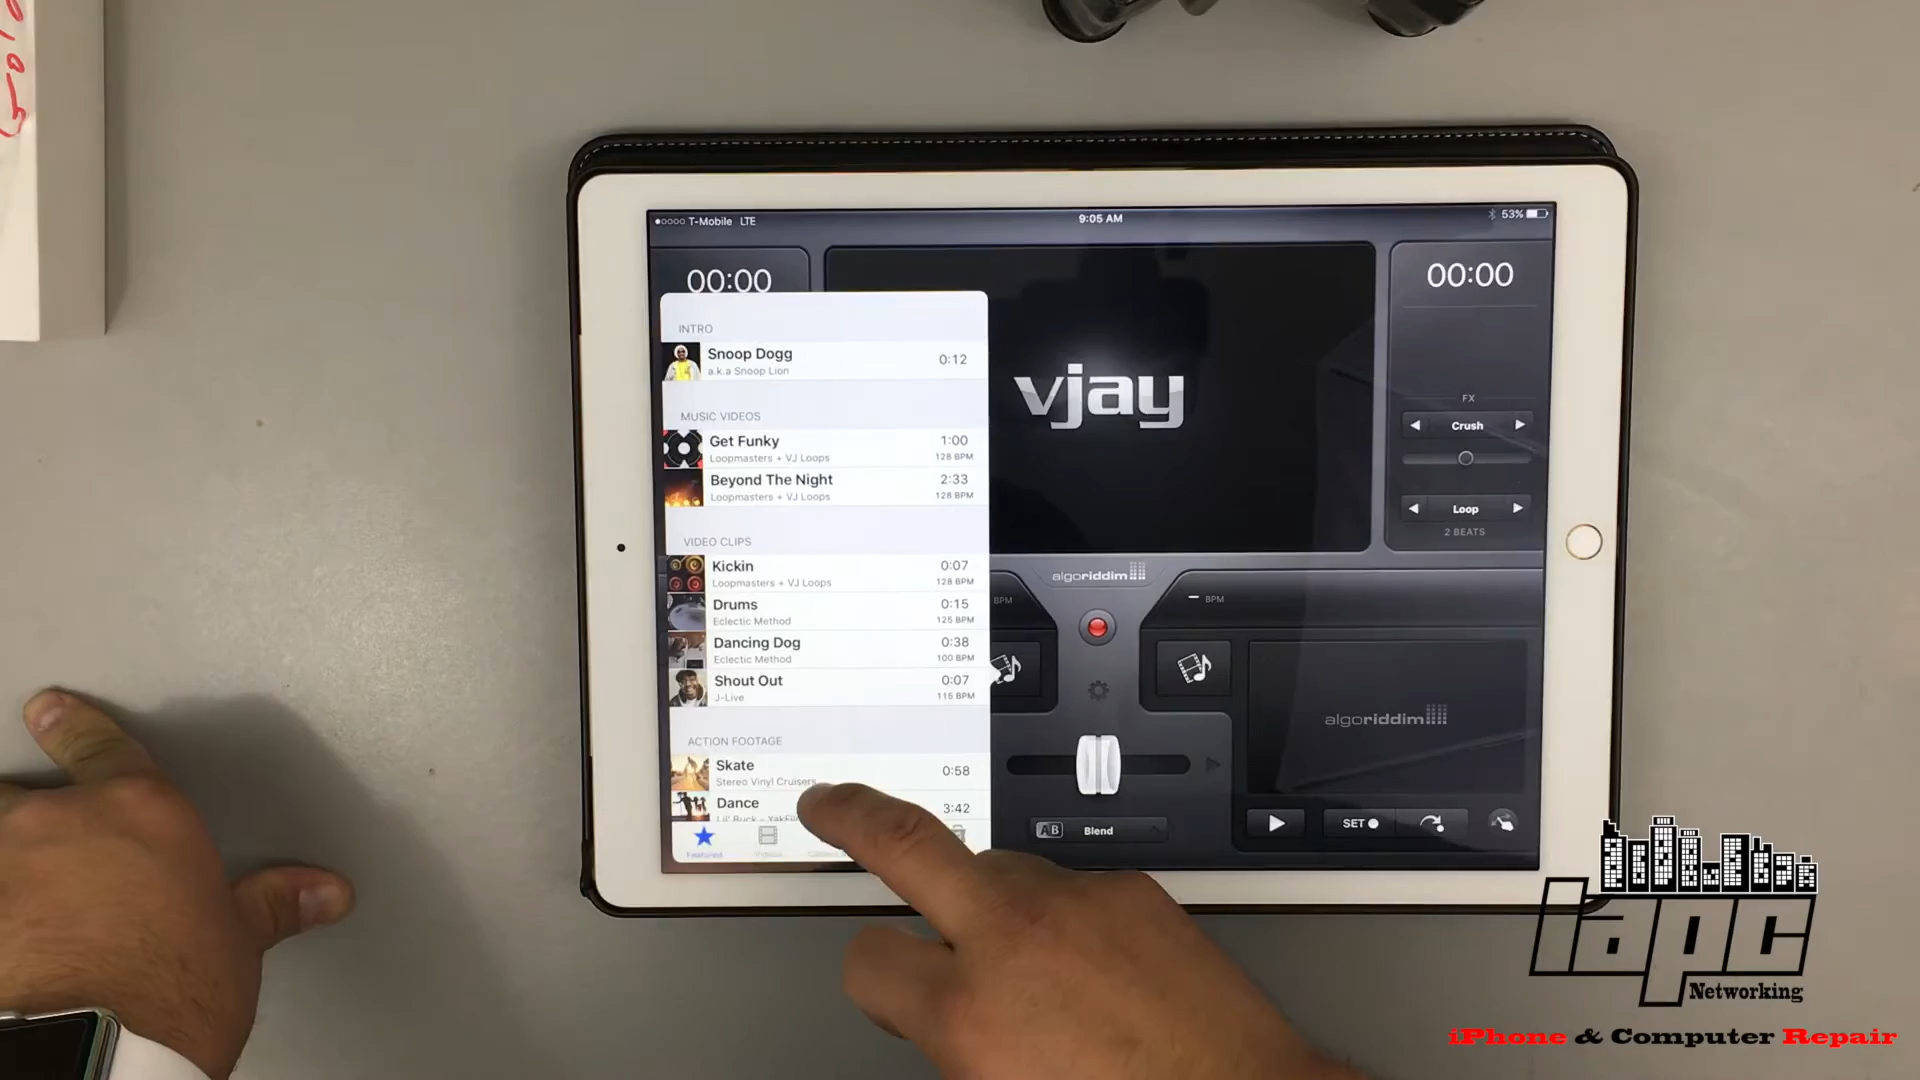 T-Mobile LTE
9:05 AM
53%
00:00
00:00
INTRO
Snoop Dogg
a.k.a Snoop Lion
0:12
MUSIC VIDEOS
Get Funky
Loopmasters + VJ Loops
1:00
128 BPM
Beyond The Night
Loopmasters + VJ Loops
2:33
128 BPM
VIDEO CLIPS
Kickin
Loopmasters + VJ Loops
0:07
128 BPM
Drums
Eclectic Method
0:15
125 BPM
Dancing Dog
Eclectic Method
0:38
100 BPM
Shout Out
J-Live
0:07
115 BPM
ACTION FOOTAGE
Skate
Stereo Vinyl Cruisers
0:58
Dance
3:42
Featured
vjay
FX
Crush
Loop
2 BEATS
algoriddim
BPM
BPM
algoriddim
SET
AB Blend
iapc
Networking
iPhone & Computer Repair